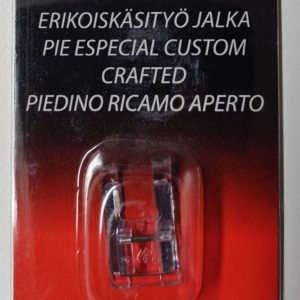 ERIKOISKÄSITYÖ JALKA
PIE ESPECIAL CUSTOM
CRAFTED
PIEDINO RICAMO APERTO